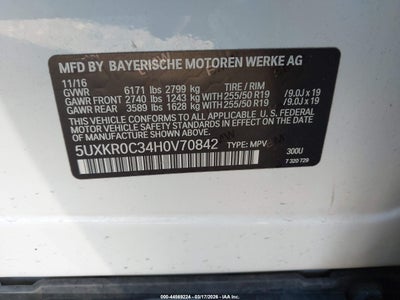 MFD BY BAYERISCHE MOTOREN WERKE AG
11/16
GVWR 6171 lbs 2799 kg TIRE / RIM
GAWR FRONT 2740 lbs 1243 kg WITH 255/50 R19 /9.0J x 19
GAWR REAR 3589 lbs 1628 kg WITH 255/50 R19 /9.0J x 19
THIS VEHICLE CONFORMS TO ALL APPLICABLE U.S. FEDERAL
MOTOR VEHICLE SAFETY STANDARDS IN EFFECT ON THE DATE
OF MANUFACTURE SHOWN ABOVE.
5UXKR0C34H0V70842 TYPE: MPV
300U
7 320 729
000-44969224 - 03/17/2026 - IAA Inc.